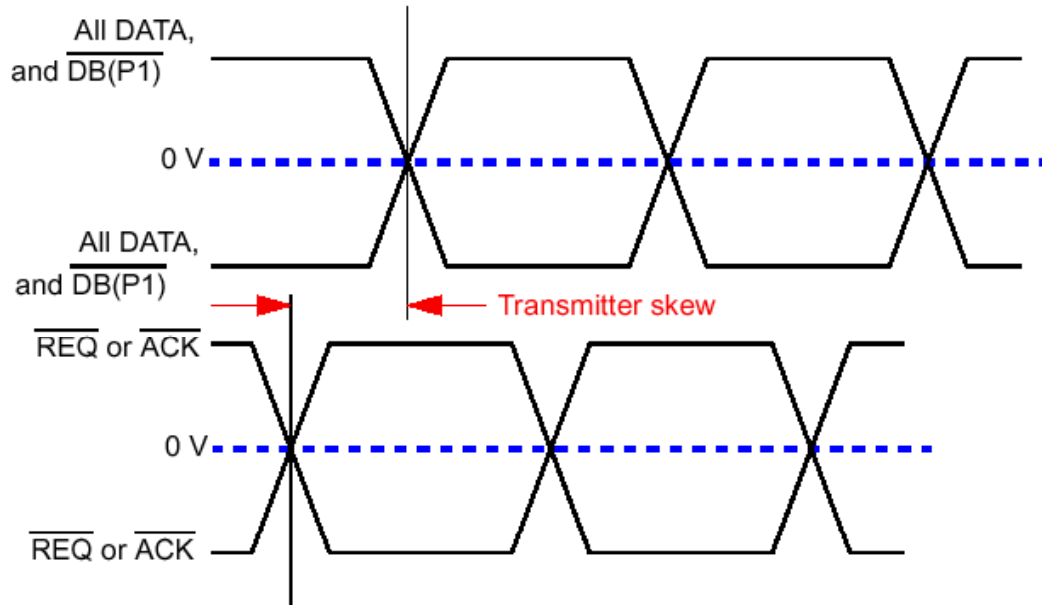 All DATA,
and DB(P1)
0 V
All DATA,
and DB(P1)
Transmitter skew
REQ or ACK
0 V
REQ or ACK